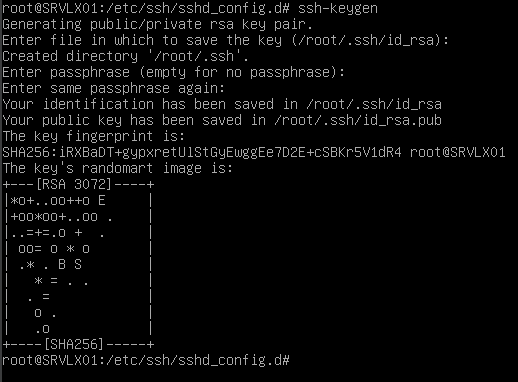 root@SRVLX01:/etc/ssh/sshd_config.d# ssh-keygen
Generating public/private rsa key pair.
Enter file in which to save the key (/root/.ssh/id_rsa):
Created directory '/root/.ssh'.
Enter passphrase (empty for no passphrase):
Enter same passphrase again:
Your identification has been saved in /root/.ssh/id_rsa
Your public key has been saved in /root/.ssh/id_rsa.pub
The key fingerprint is:
SHA256:iRXBaDT+gypxretUlStGyEwggEe7D2E+cSBKr5V1dR4 root@SRVLX01
The key's randomart image is:
+---[RSA 3072]----+
|*o+..oo++o E     |
|+oo*oo+..oo .    |
|..=+=.o +  .     |
| oo= o * o       |
| .* . B S        |
|   * = . .       |
|  . =            |
|   o .           |
|   .o            |
+----[SHA256]-----+
root@SRVLX01:/etc/ssh/sshd_config.d#